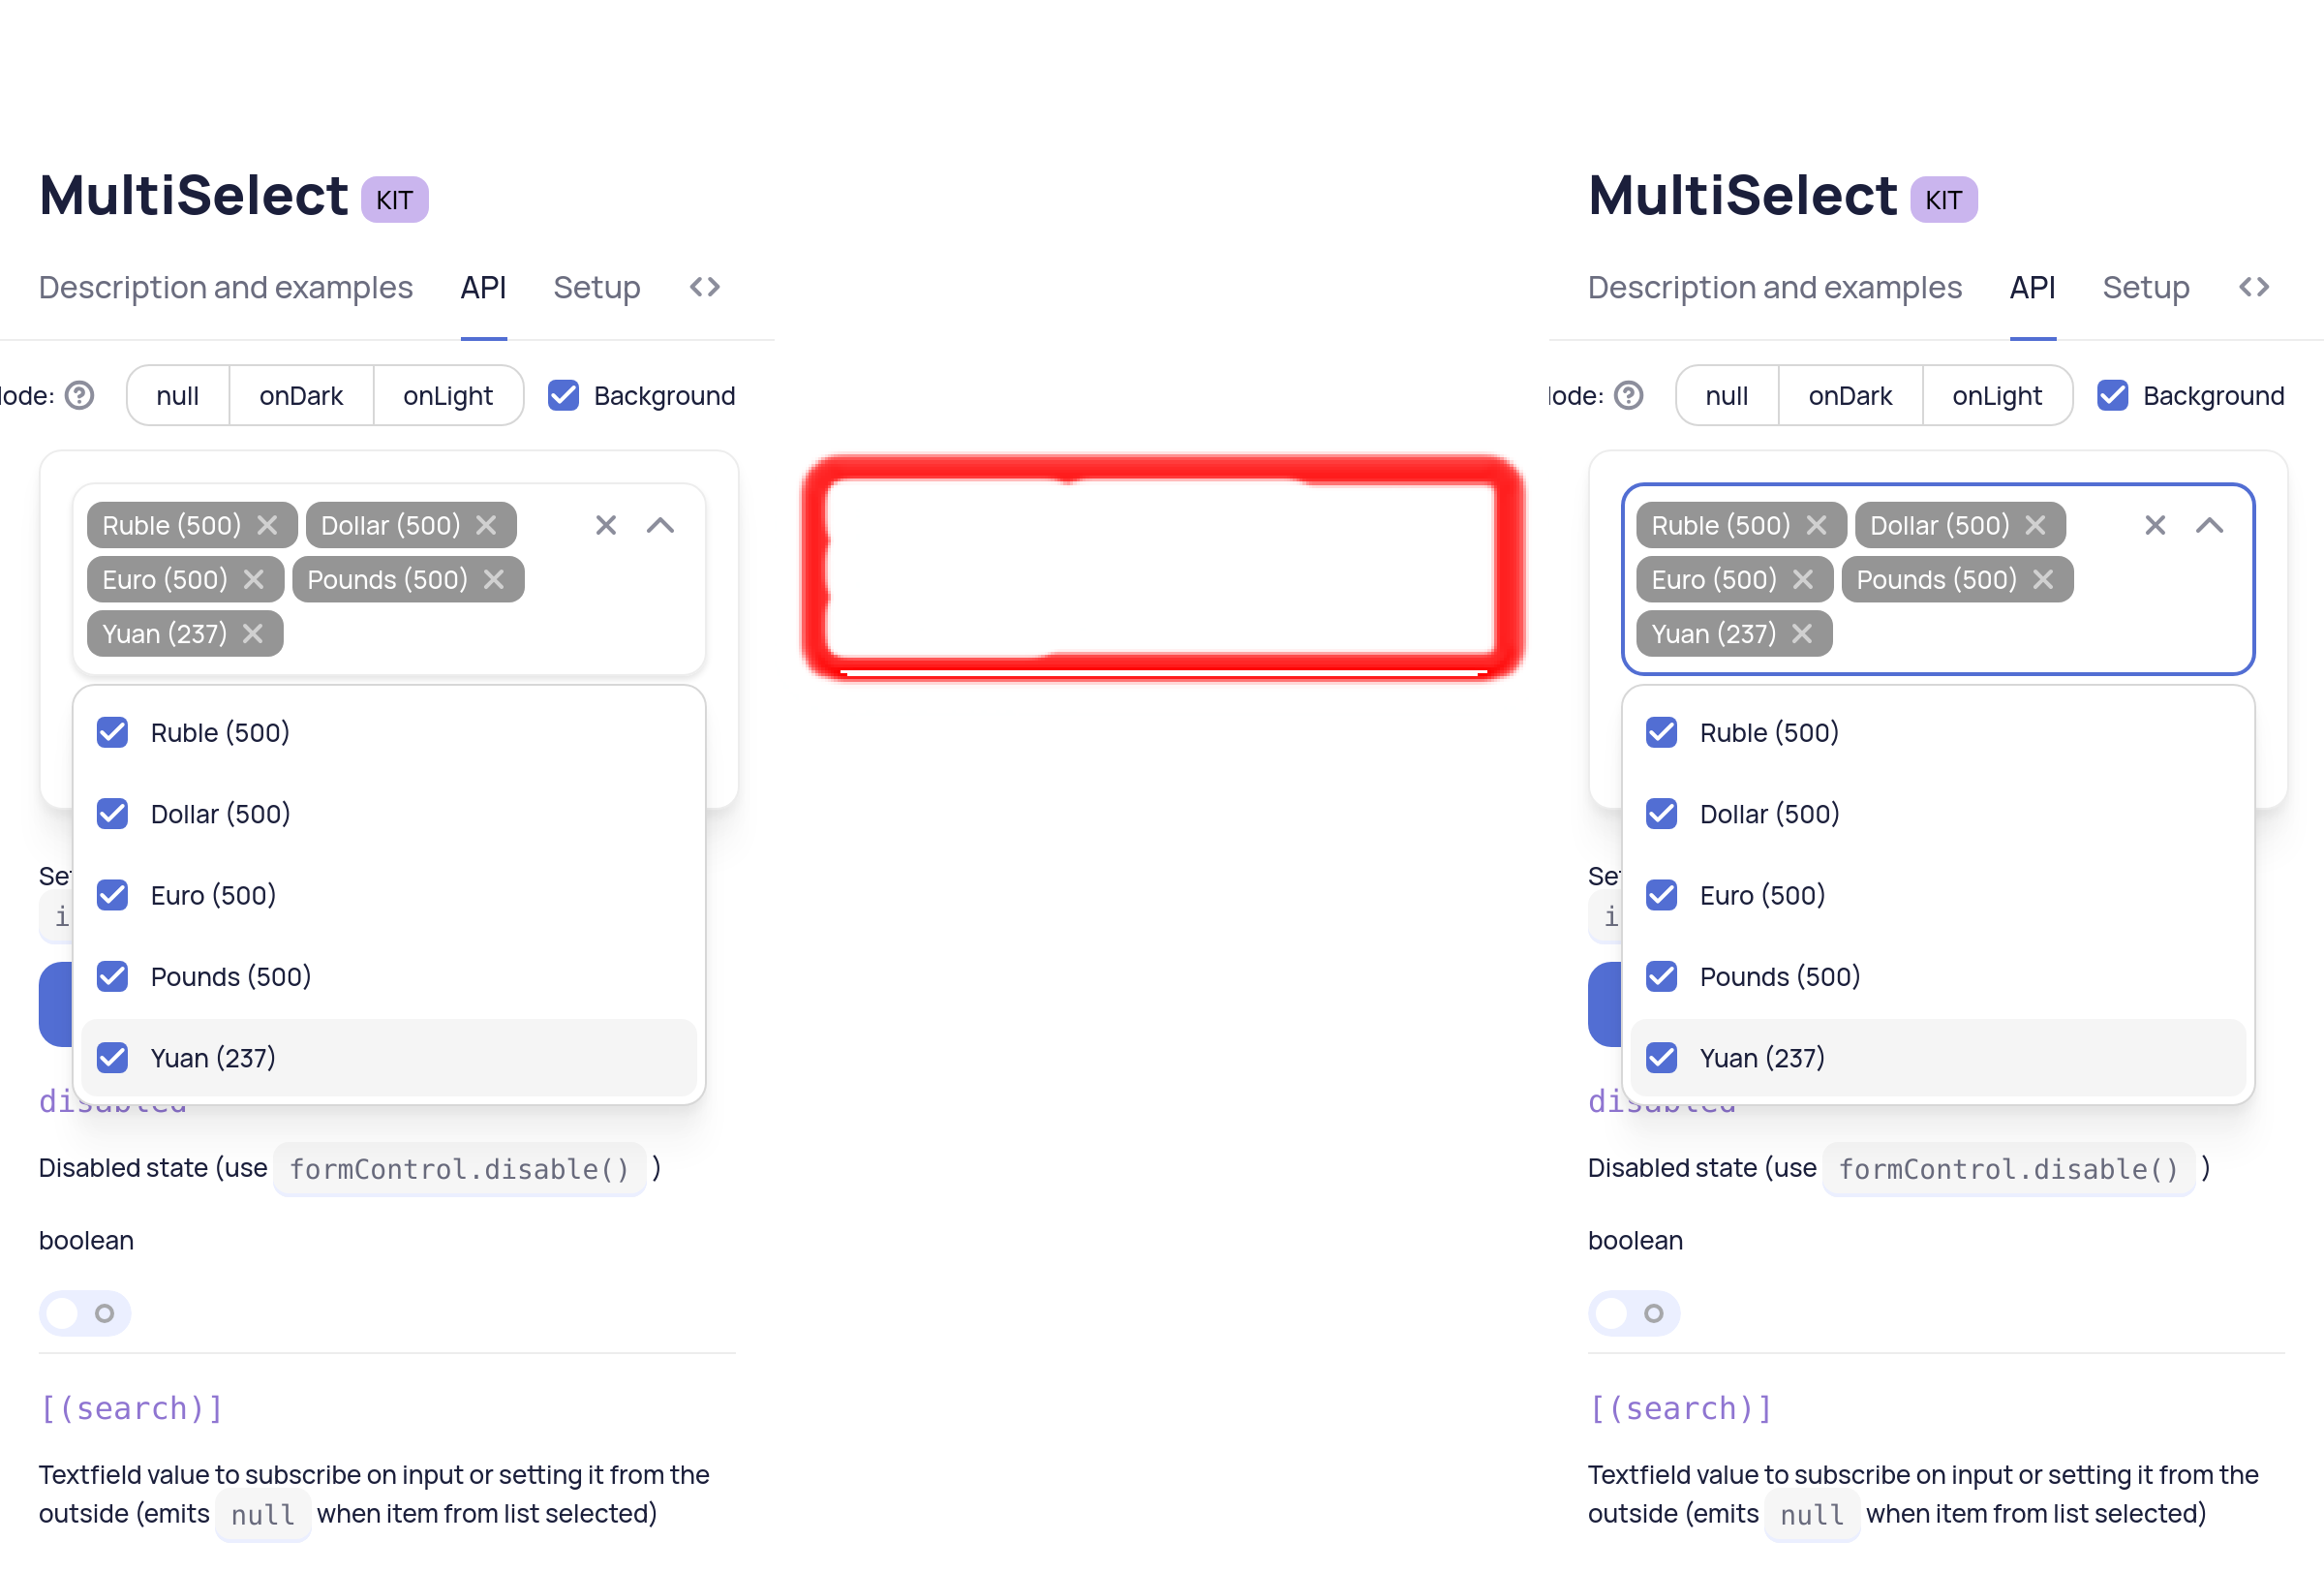 MultiSelect KIT
Description and examples API Setup
ode: null onDark onLight Background
Ruble (500) Dollar (500)
Euro (500) Pounds (500)
Yuan (237)
Ruble (500)
Dollar (500)
Euro (500)
Pounds (500)
Yuan (237)
disabled
Disabled state (use formControl.disable() )
boolean
[(search)]
Textfield value to subscribe on input or setting it from the
outside (emits null when item from list selected)
MultiSelect KIT
Description and examples API Setup
ode: null onDark onLight Background
Ruble (500) Dollar (500)
Euro (500) Pounds (500)
Yuan (237)
Ruble (500)
Dollar (500)
Euro (500)
Pounds (500)
Yuan (237)
disabled
Disabled state (use formControl.disable() )
boolean
[(search)]
Textfield value to subscribe on input or setting it from the
outside (emits null when item from list selected)